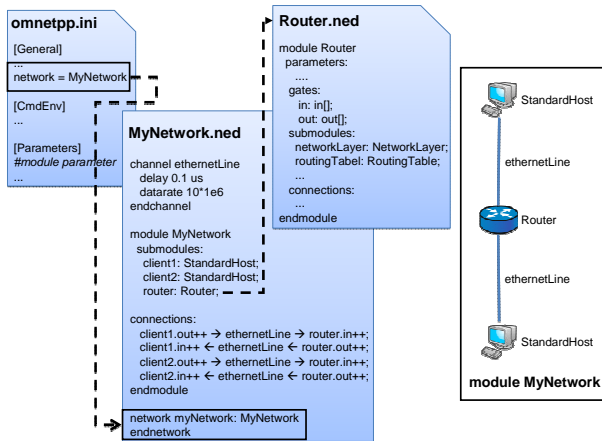 omnetpp.ini
[General]
...
network = MyNetwork
[CmdEnv]
...
[Parameters]
#module parameter
...
MyNetwork.ned
channel ethernetLine
delay 0.1 us
datarate 10*1e6
endchannel
module MyNetwork
submodules:
client1: StandardHost;
client2: StandardHost;
router: Router;
connections:
client1.out++ → ethernetLine → router.in++;
client1.in++ ← ethernetLine ← router.out++;
client2.out++ → ethernetLine → router.in++;
client2.in++ ← ethernetLine ← router.out++;
endmodule
network myNetwork: MyNetwork
endnetwork
Router.ned
module Router
parameters:
....
gates:
in: in[];
out: out[];
submodules:
networkLayer: NetworkLayer;
routingTabel: RoutingTable;
...
connections:
...
endmodule
StandardHost
ethernetLine
Router
ethernetLine
StandardHost
module MyNetwork